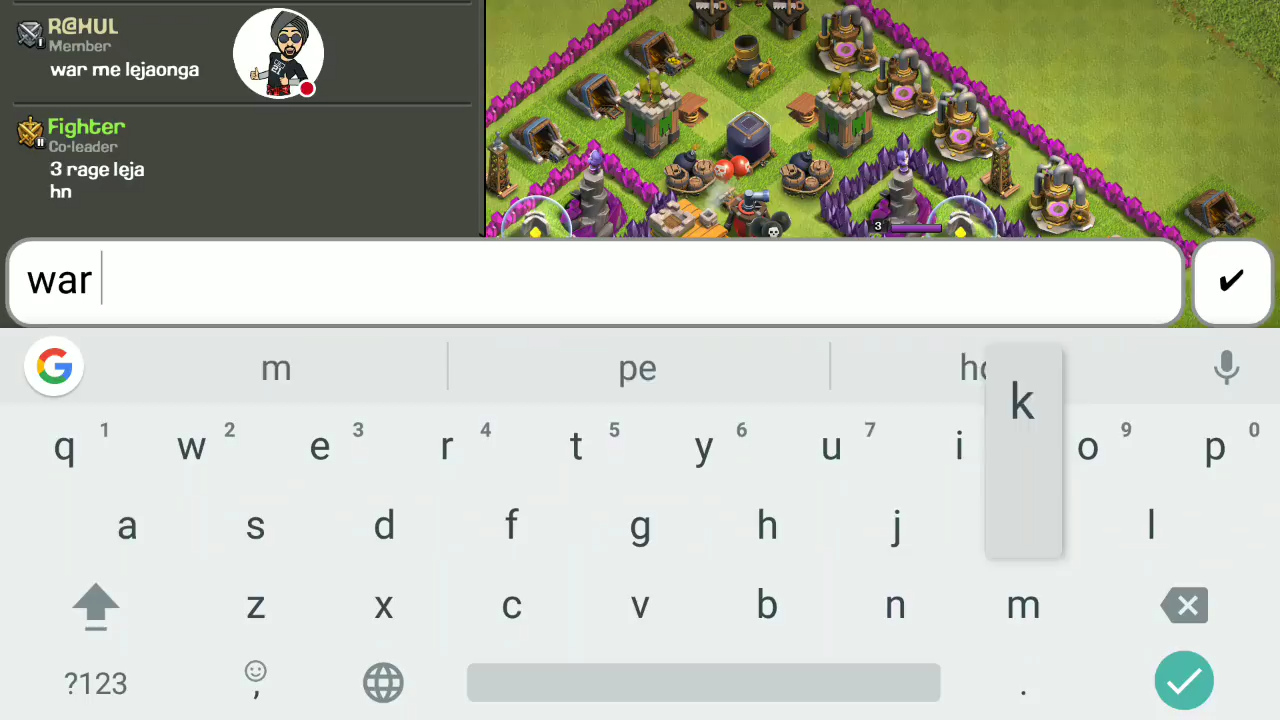 R@HUL
Member
war me lejaonga
Fighter
Co-leader
3 rage leja
hn
3
war
m pe
k
q 1 w 2 e 3 r 4 t 5 y 6 u 7 i o 9 p 0
a s d f g h j l
z x c v b n m
?123 , .